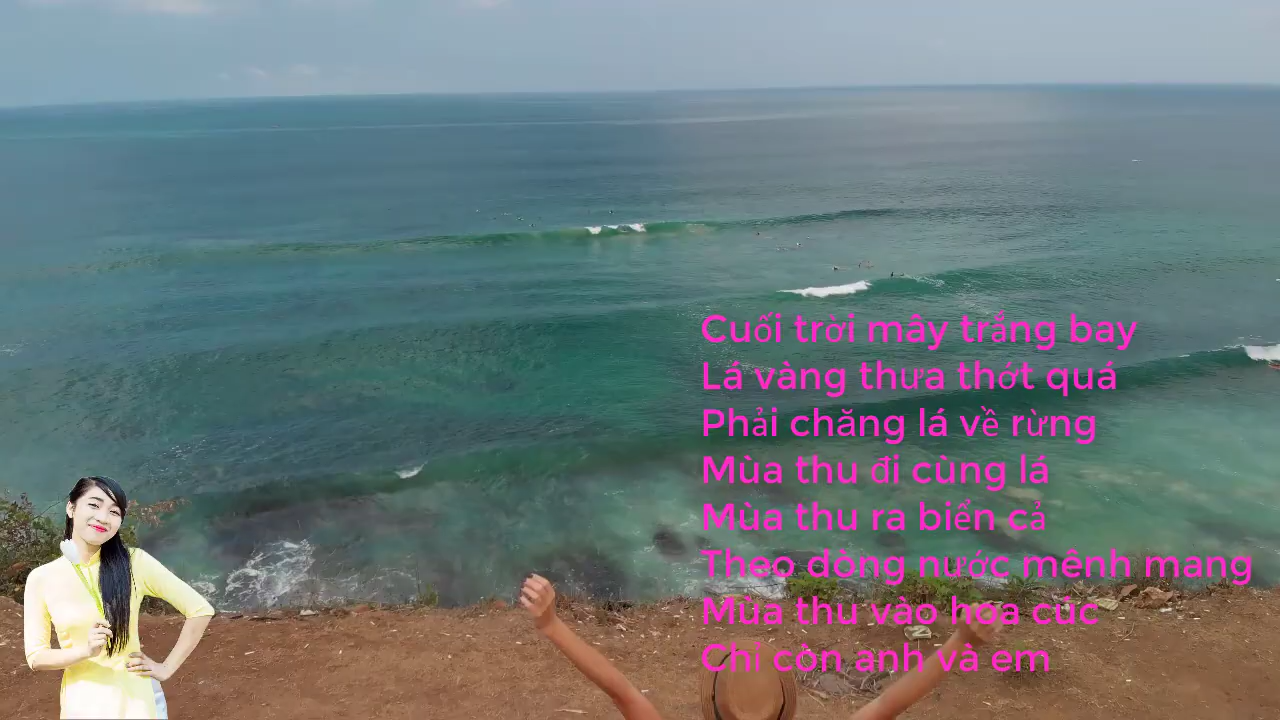 Cuối trời mây trắng bay
Lá vàng thưa thớt quá
Phải chăng lá về rừng
Mùa thu đi cùng lá
Mùa thu ra biển cả
Theo dòng nước mênh mang
Mùa thu vào hoa cúc
Chỉ còn anh và em